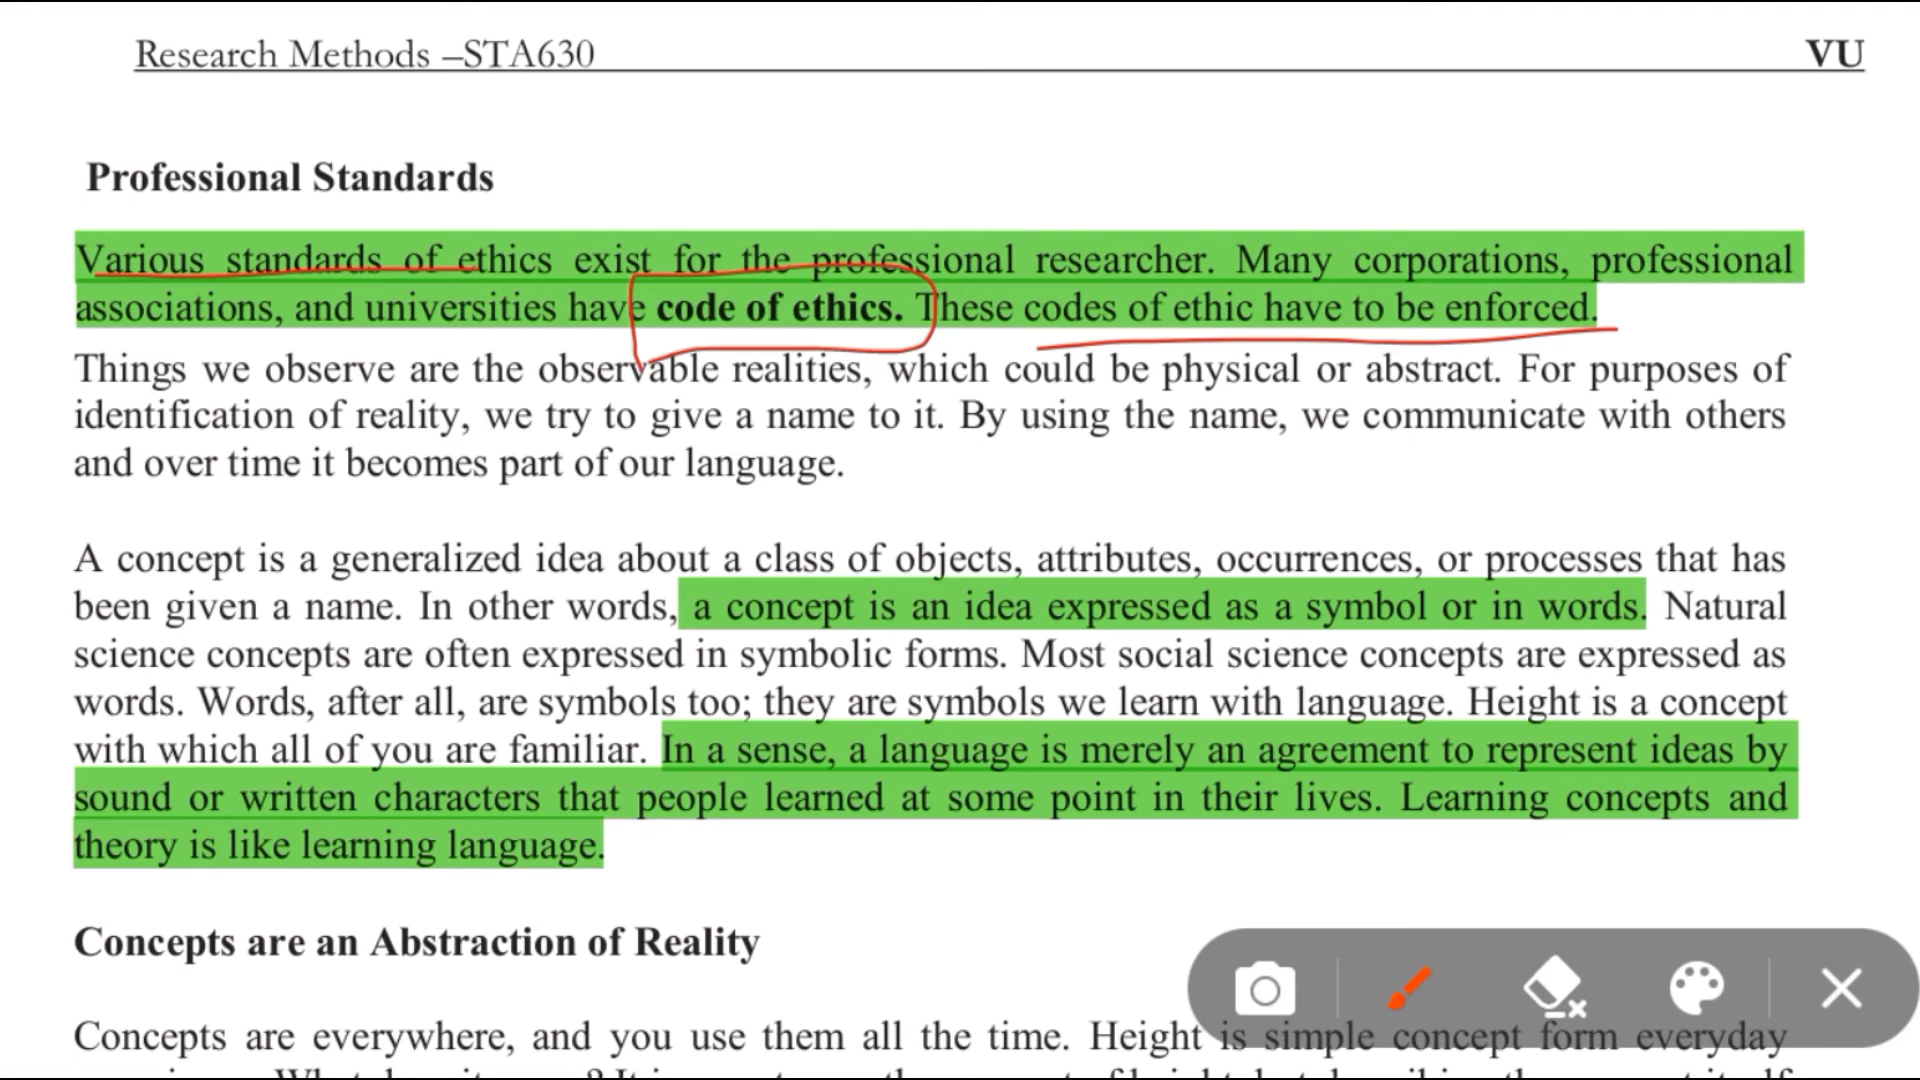 Research Methods –STA630 VU
Professional Standards
Various standards of ethics exist for the professional researcher. Many corporations, professional
associations, and universities have code of ethics. These codes of ethic have to be enforced.
Things we observe are the observable realities, which could be physical or abstract. For purposes of
identification of reality, we try to give a name to it. By using the name, we communicate with others
and over time it becomes part of our language.
A concept is a generalized idea about a class of objects, attributes, occurrences, or processes that has
been given a name. In other words, a concept is an idea expressed as a symbol or in words. Natural
science concepts are often expressed in symbolic forms. Most social science concepts are expressed as
words. Words, after all, are symbols too; they are symbols we learn with language. Height is a concept
with which all of you are familiar. In a sense, a language is merely an agreement to represent ideas by
sound or written characters that people learned at some point in their lives. Learning concepts and
theory is like learning language.
Concepts are an Abstraction of Reality
Concepts are everywhere, and you use them all the time. Height is simple concept form everyday